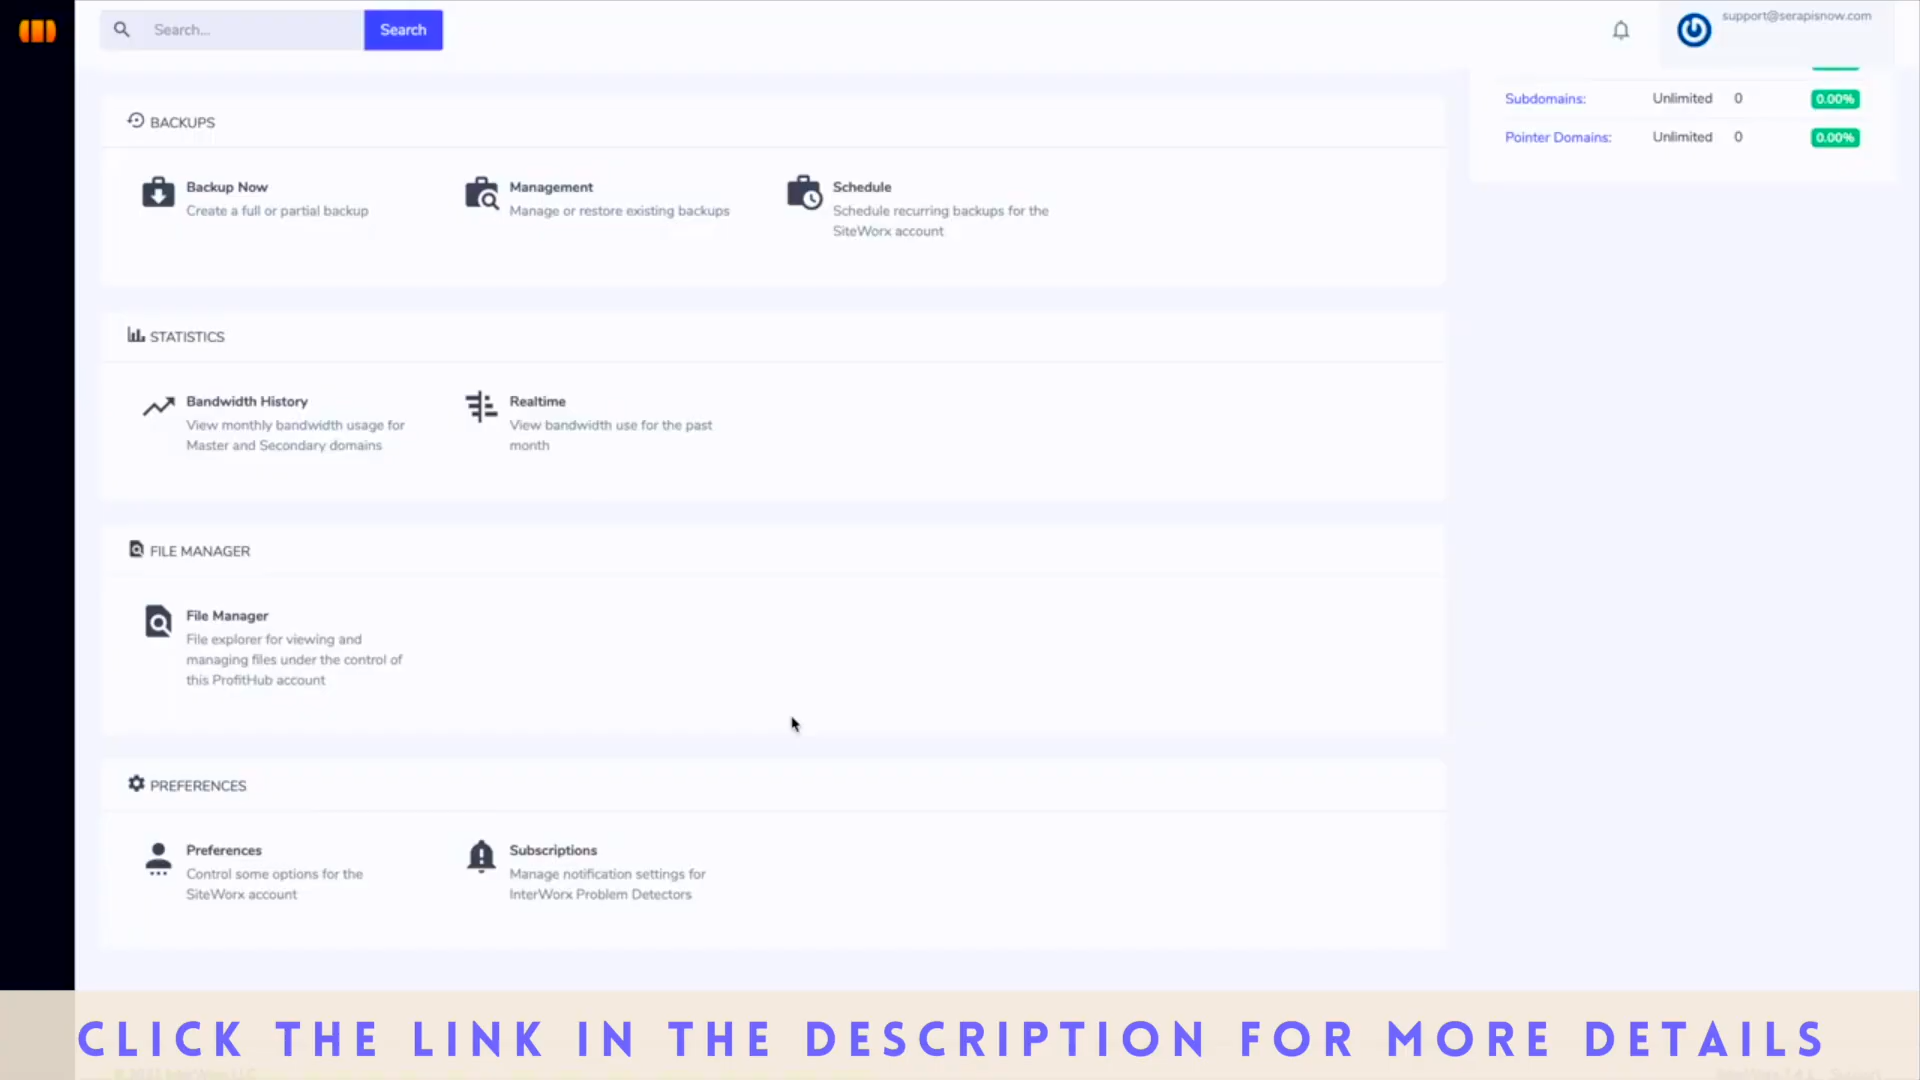 Search...
Search
support@serapisnow.com
Subdomains: Unlimited 0 0.00%
Pointer Domains: Unlimited 0 0.00%
BACKUPS
Backup Now
Create a full or partial backup
Management
Manage or restore existing backups
Schedule
Schedule recurring backups for the
SiteWorx account
STATISTICS
Bandwidth History
View monthly bandwidth usage for
Master and Secondary domains
Realtime
View bandwidth use for the past
month
FILE MANAGER
File Manager
File explorer for viewing and
managing files under the control of
this ProfitHub account
PREFERENCES
Preferences
Control some options for the
SiteWorx account
Subscriptions
Manage notification settings for
InterWorx Problem Detectors
CLICK THE LINK IN THE DESCRIPTION FOR MORE DETAILS